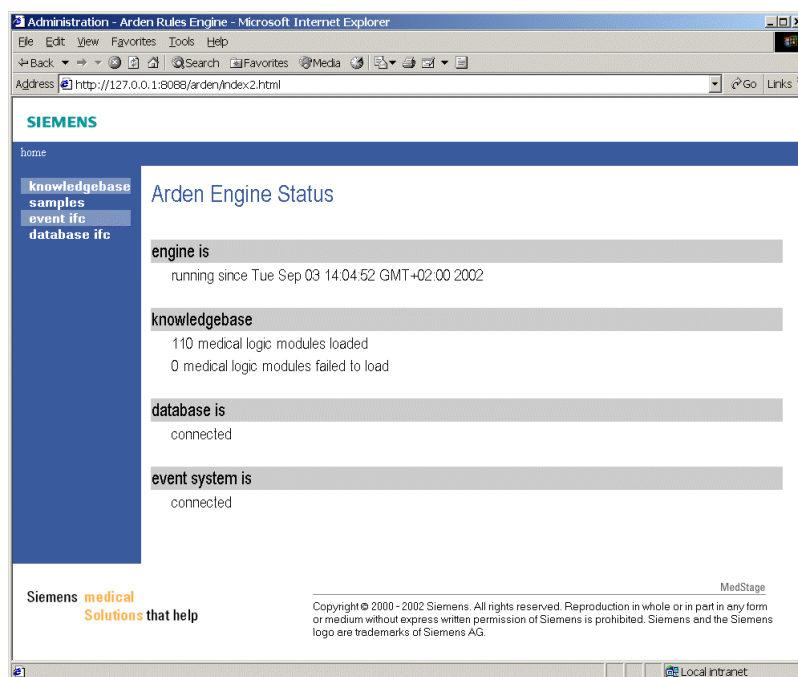 Administration - Arden Rules Engine - Microsoft Internet Explorer
File Edit View Favorites Tools Help
Back Search Favorites Media
Address http://127.0.0.1:8088/arden/index2.html Go Links
SIEMENS
home
knowledgebase
samples
event ifc
database ifc
Arden Engine Status
engine is
running since Tue Sep 03 14:04:52 GMT+02:00 2002
knowledgebase
110 medical logic modules loaded
0 medical logic modules failed to load
database is
connected
event system is
connected
Siemens medical
Solutions that help
MedStage
Copyright © 2000 - 2002 Siemens. All rights reserved. Reproduction in whole or in part in any form
or medium without express written permission of Siemens is prohibited. Siemens and the Siemens
logo are trademarks of Siemens AG.
Local intranet